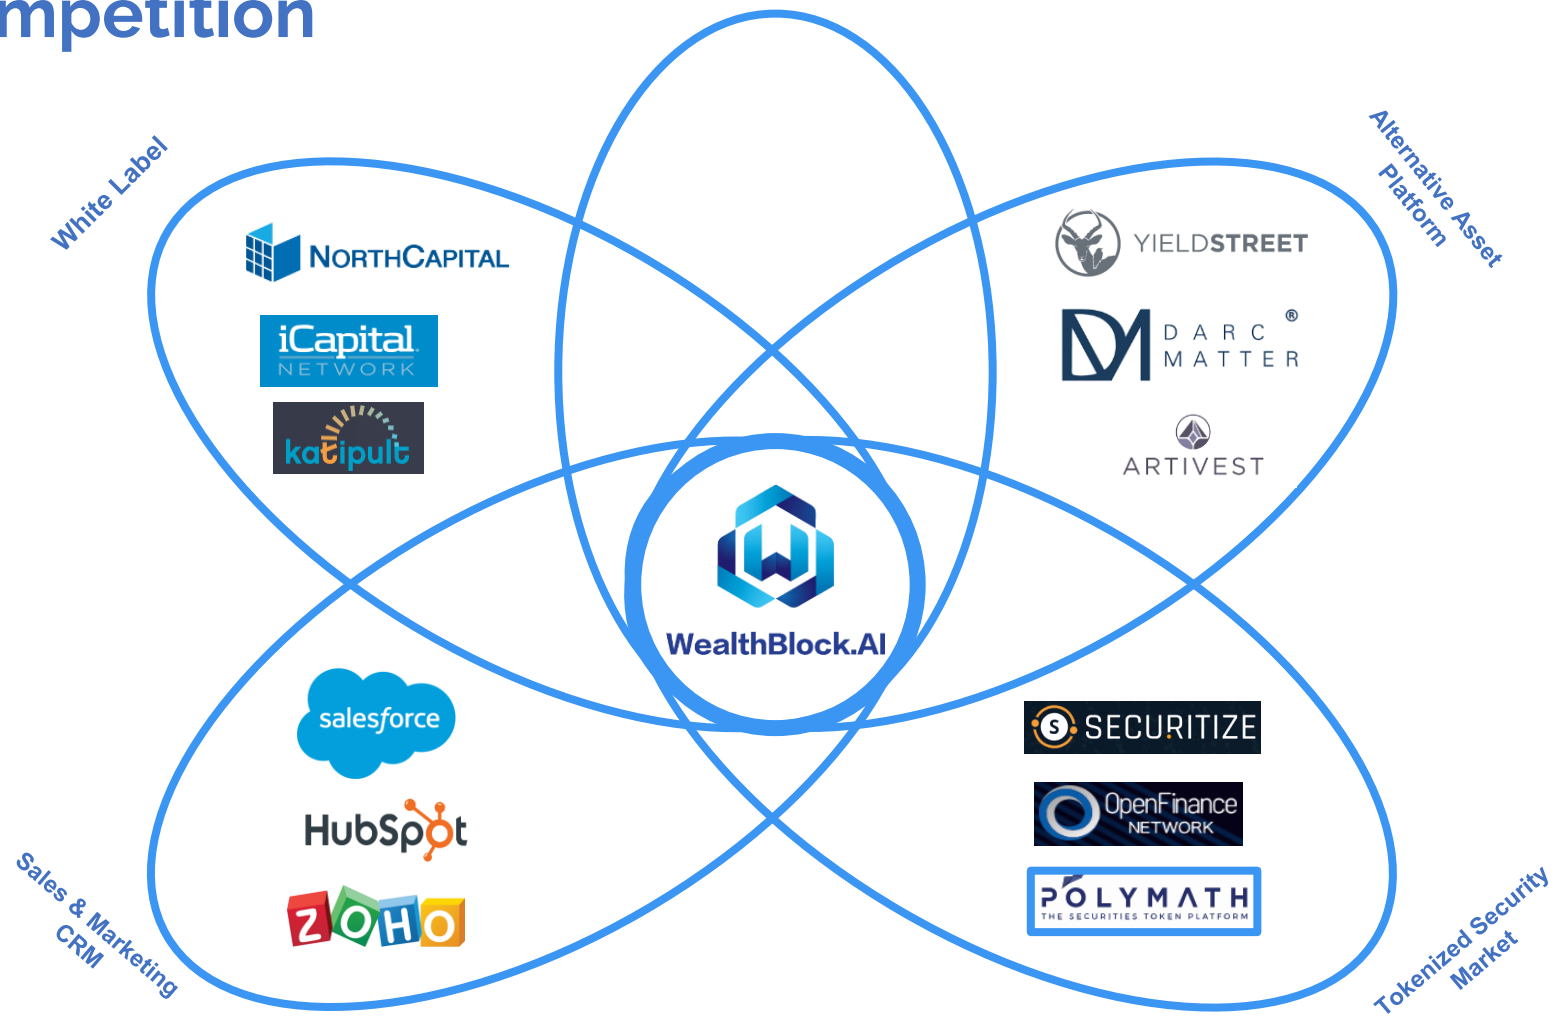 mpetition
White Label
Alternative Asset
Platform
NORTHCAPITAL
iCapital
NETWORK
katipult
YIELDSTREET
DARC
MATTER
®
ARTIVEST
W
WealthBlock.AI
salesforce
HubSpot
ZOHO
S SECURITIZE
OpenFinance
NETWORK
POLYMATH
THE SECURITIES TOKEN PLATFORM
Sales & Marketing
CRM
Tokenized Security
Market